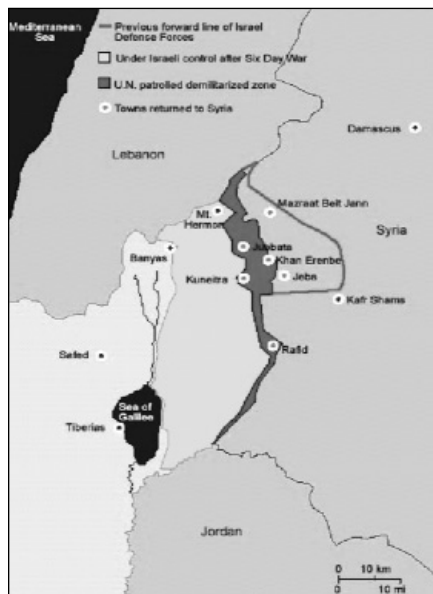 Mediterranean
Sea
Previous forward line of Israel
Defense Forces
Under Israeli control after Six Day War
U.N. patrolled demilitarized zone
Towns returned to Syria
Damascus
Lebanon
Mt.
Hermon
Mazraat Beit Jann
Syria
Banyas
Jubbata
Khan Erenbe
Kuneitra
Jeba
Kafr Shams
Rafid
Safed
Sea of
Galilee
Tiberias
Jordan
0 10 km
0 10 mi